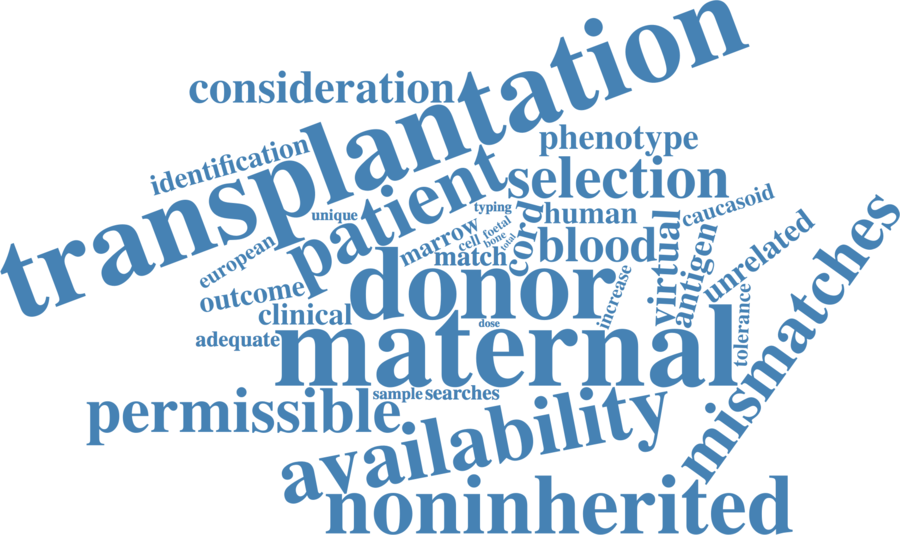 transplantation
consideration
phenotype
identification
patient
selection
unique
typing
cord
human
caucasoid
european
marrow
cell
foetal
bone
total
match
blood
virtual
antigen
unrelated
mismatches
outcome
donor
increase
clinical
tolerance
adequate
maternal
dose
permissible
sample
searches
availability
noninherited